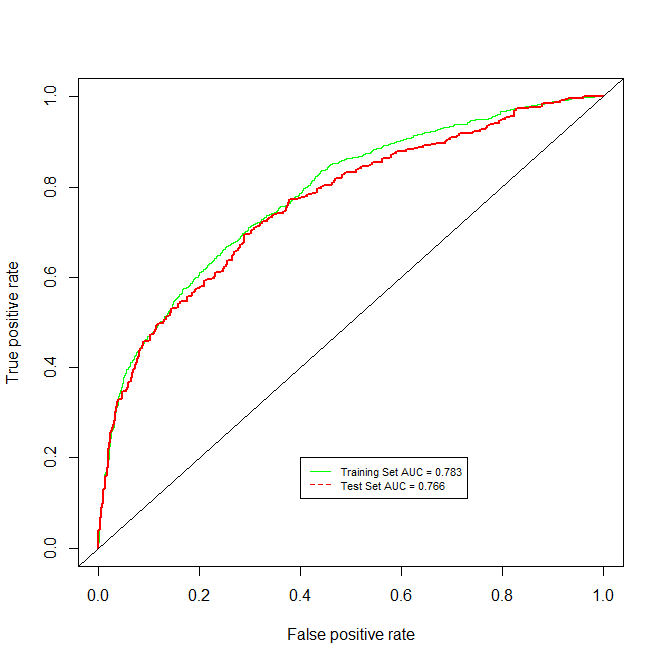 True positive rate
1.0
0.8
0.6
0.4
0.2
0.0
Training Set AUC = 0.783
Test Set AUC = 0.766
0.0 0.2 0.4 0.6 0.8 1.0
False positive rate